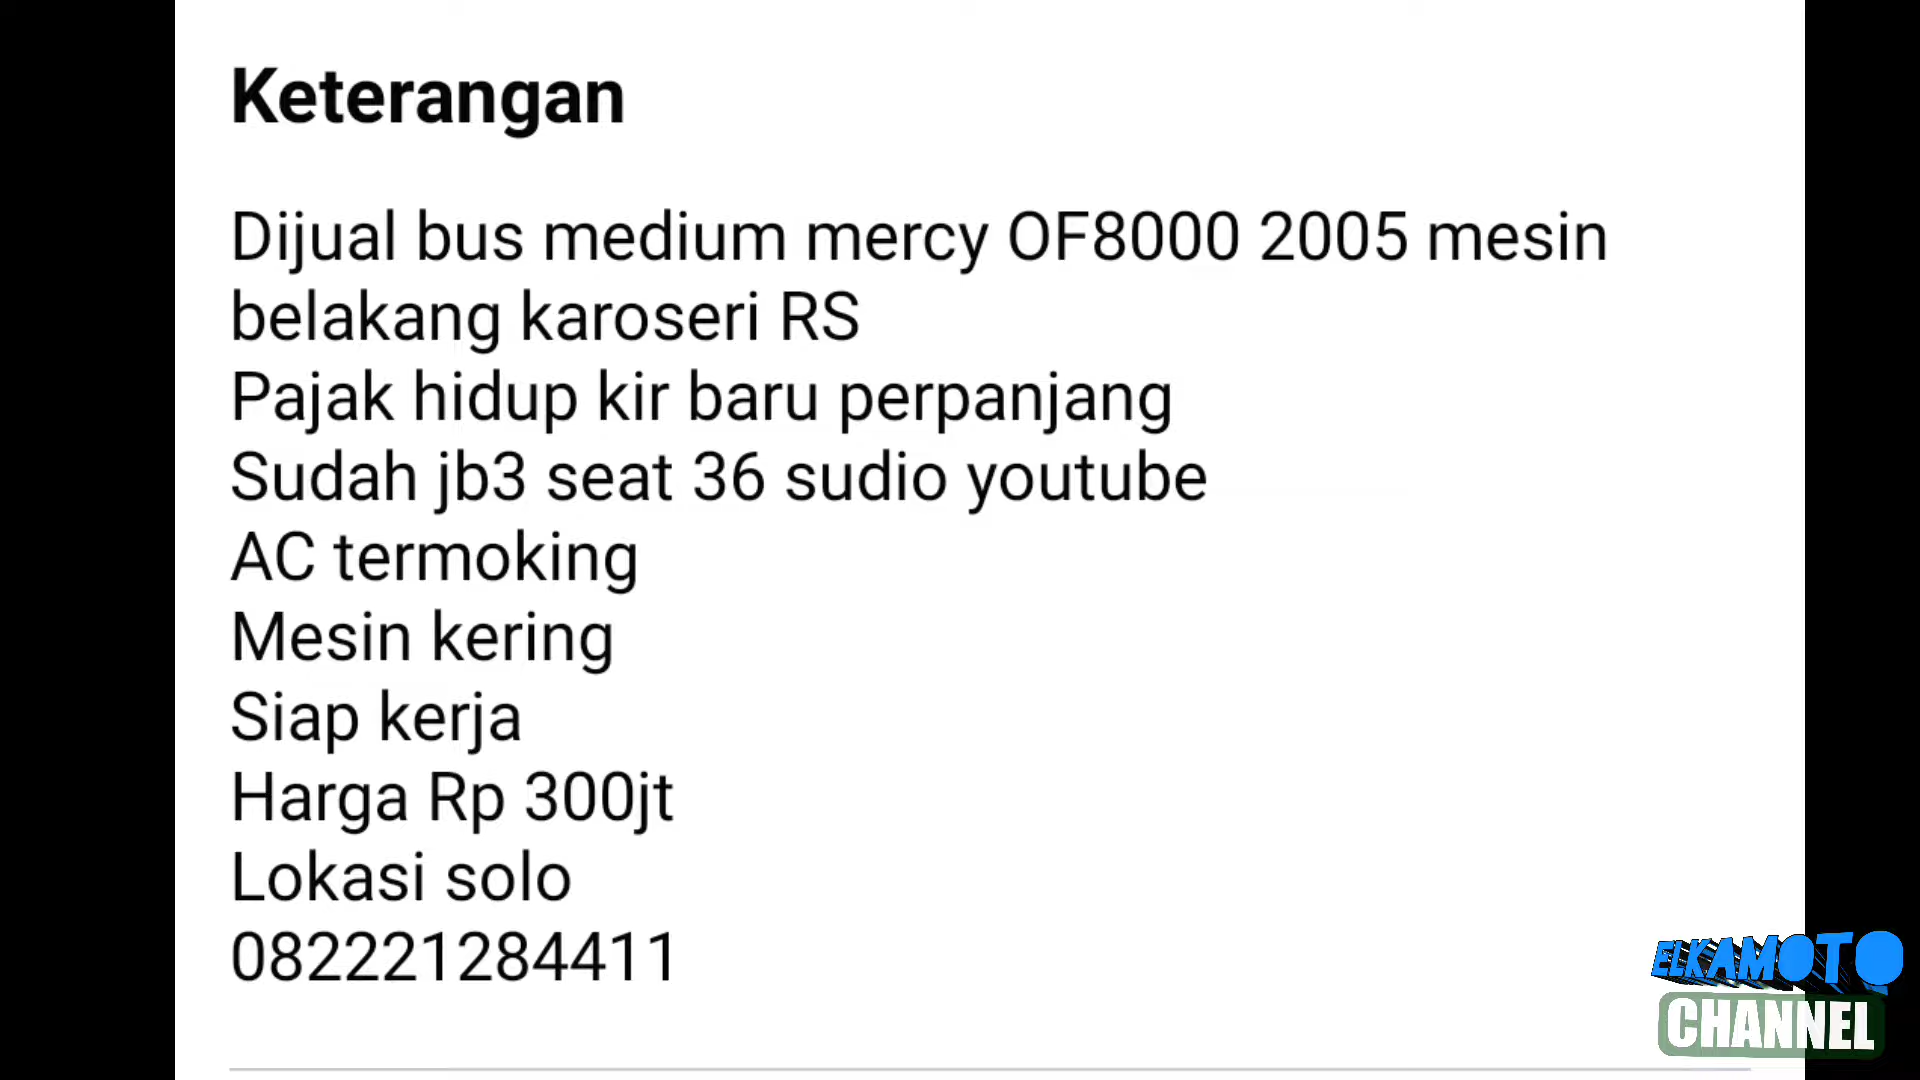 Keterangan
Dijual bus medium mercy OF8000 2005 mesin
belakang karoseri RS
Pajak hidup kir baru perpanjang
Sudah jb3 seat 36 sudio youtube
AC termoking
Mesin kering
Siap kerja
Harga Rp 300jt
Lokasi solo
082221284411
ELKAMOTO
CHANNEL